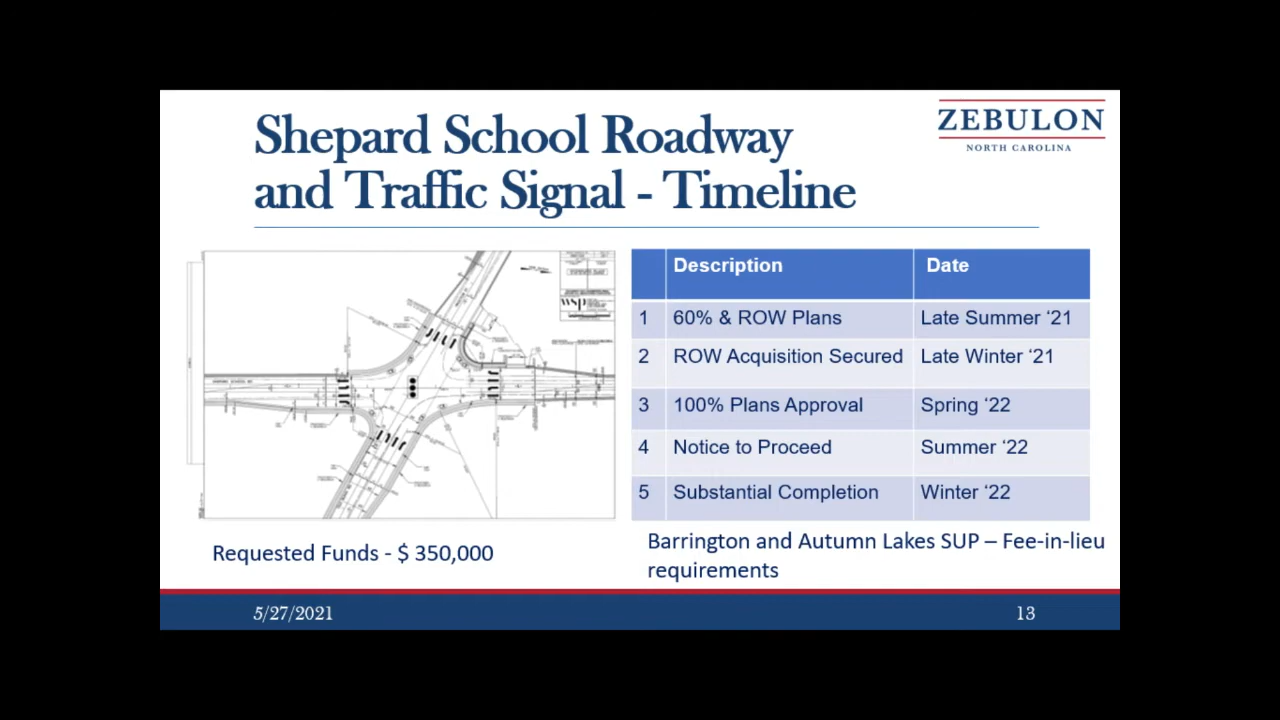 Shepard School Roadway
and Traffic Signal - Timeline
ZEBULON
NORTH CAROLINA
wsp
Description Date
1 60% & ROW Plans Late Summer ‘21
2 ROW Acquisition Secured Late Winter ‘21
3 100% Plans Approval Spring ‘22
4 Notice to Proceed Summer ‘22
5 Substantial Completion Winter ‘22
Requested Funds - $ 350,000
Barrington and Autumn Lakes SUP – Fee-in-lieu
requirements
5/27/2021
13